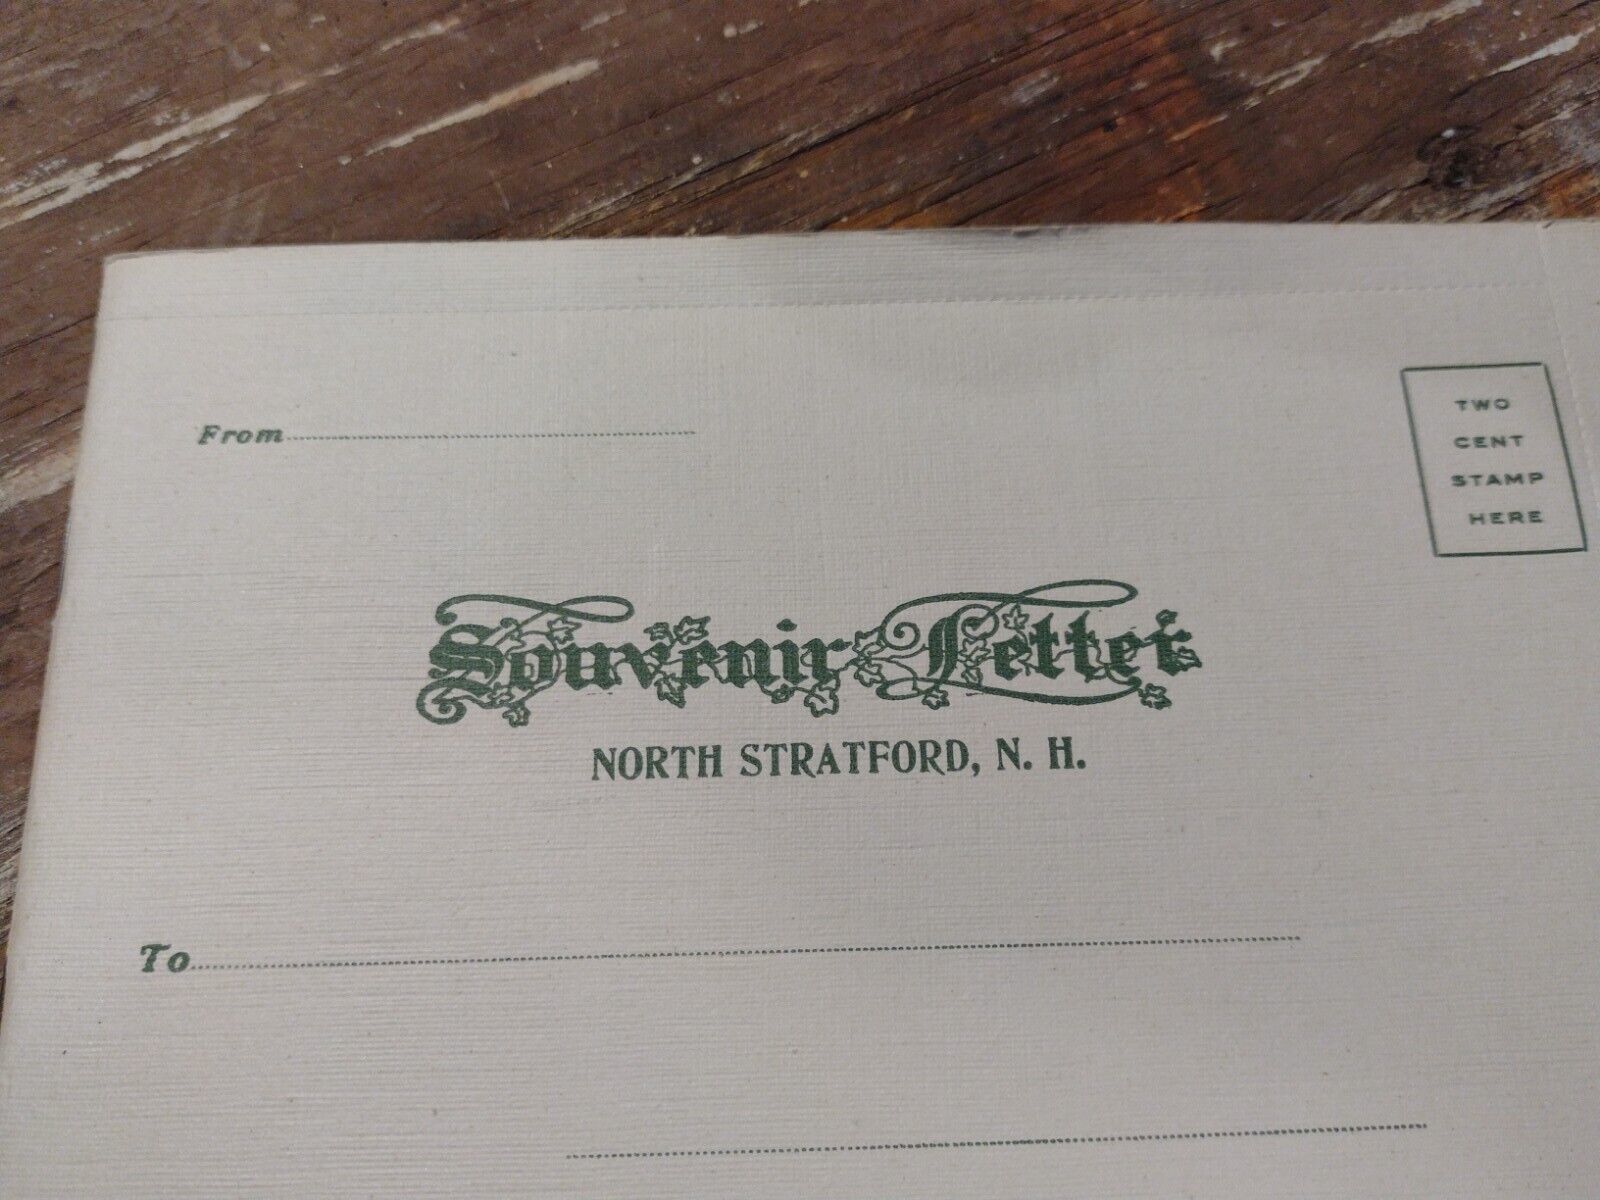 From
TWO
CENT
STAMP
HERE
Souvenir Letter
NORTH STRATFORD, N. H.
To